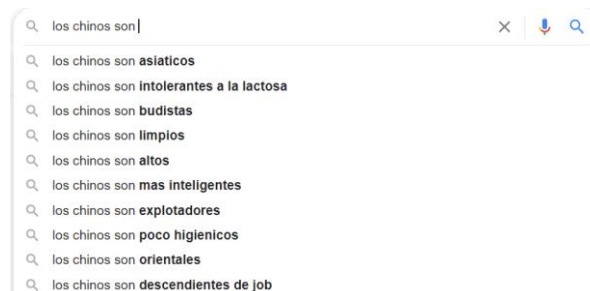 los chinos son
los chinos son asiaticos
los chinos son intolerantes a la lactosa
los chinos son budistas
los chinos son limpios
los chinos son altos
los chinos son mas inteligentes
los chinos son explotadores
los chinos son poco higienicos
los chinos son orientales
los chinos son descendientes de job